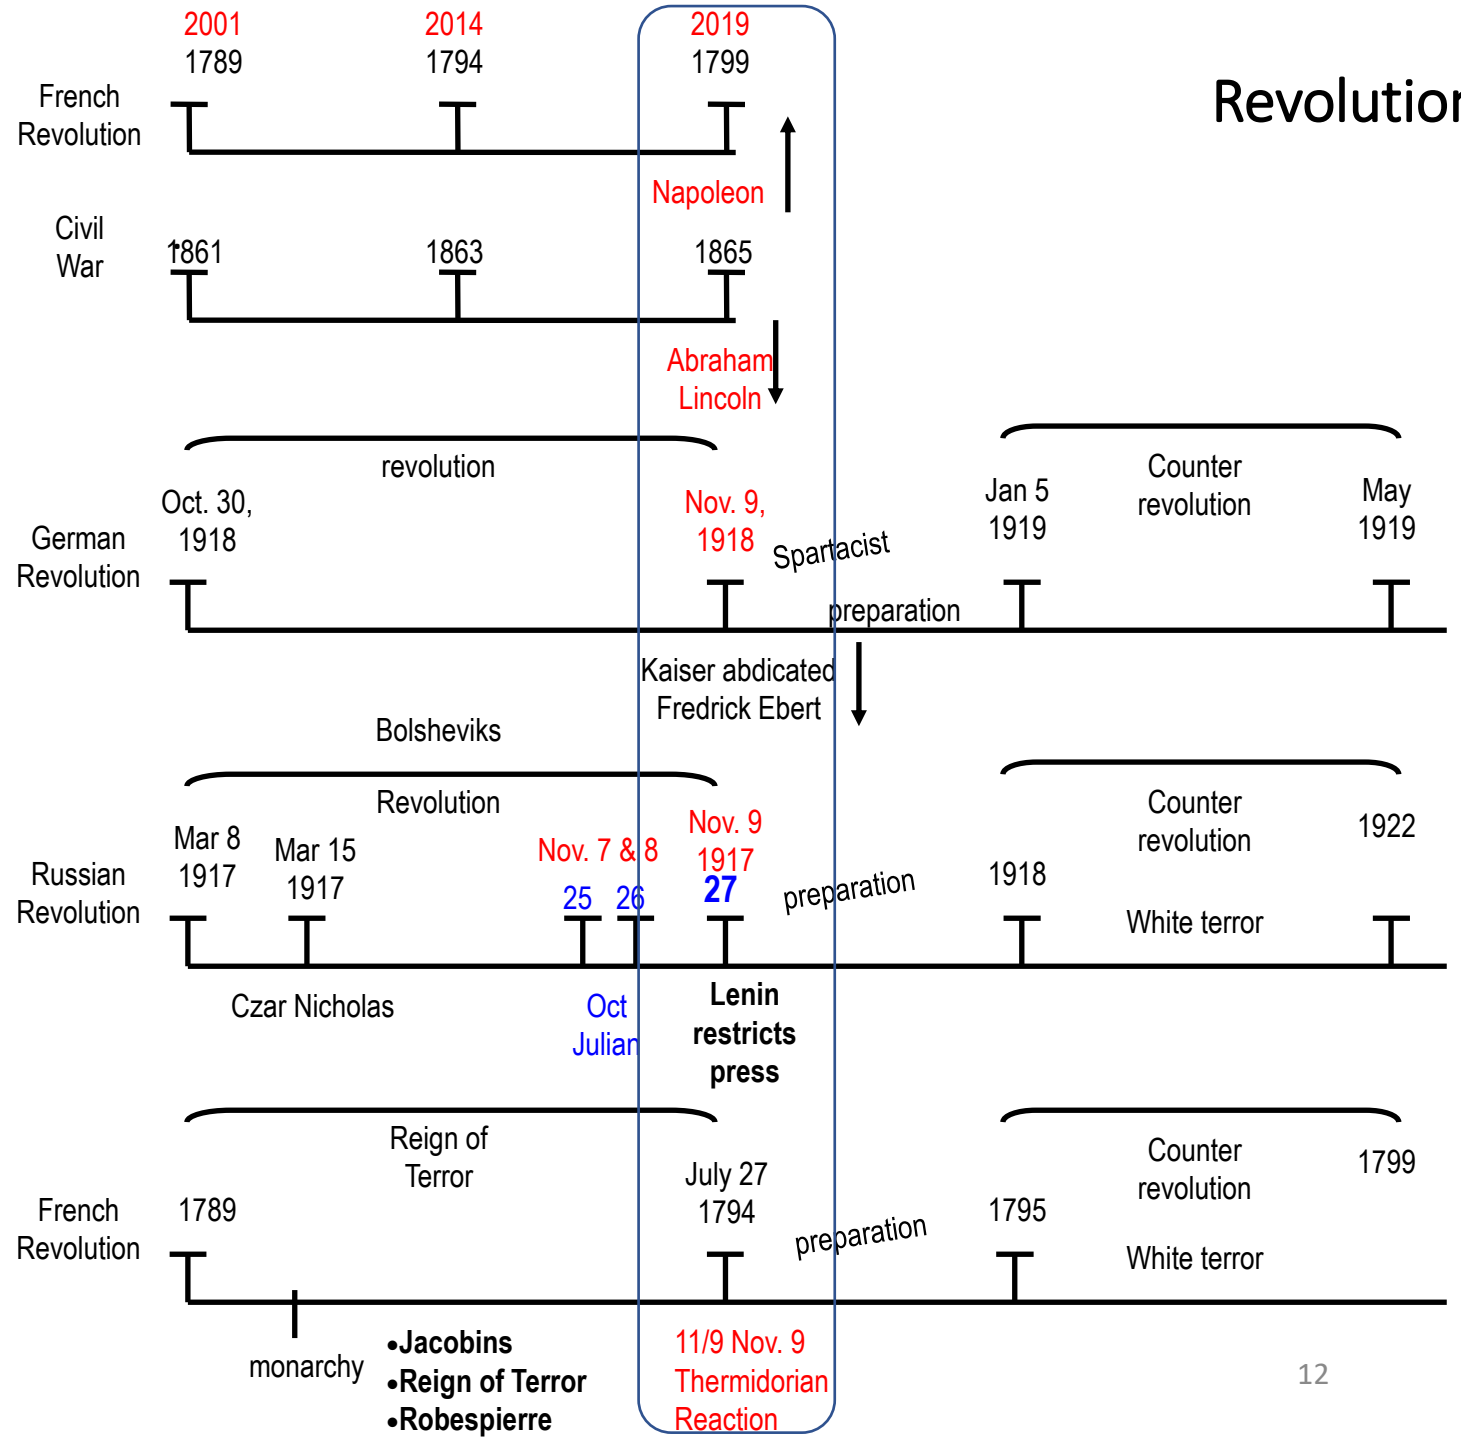 2001 2014 2019
1789 1794 1799
Revolution
French
Revolution
Napoleon
Civil
War
1861 1863 1865
Abraham
Lincoln
revolution
Counter
revolution
Oct. 30,
1918
Nov. 9,
1918
Jan 5
1919
May
1919
German
Revolution
Spartacist
preparation
Kaiser abdicated
Fredrick Ebert
Bolsheviks
Revolution
Counter
revolution
Mar 8
1917
Mar 15
1917
Nov. 7 & 8
25 26
Nov. 9
1917
27
preparation
1918
1922
Russian
Revolution
White terror
Czar Nicholas
Oct
Julian
Lenin
restricts
press
Reign of
Terror
Counter
revolution
French
Revolution
1789
July 27
1794
preparation
1795
1799
White terror
monarchy
•Jacobins
•Reign of Terror
•Robespierre
11/9 Nov. 9
Thermidorian
Reaction
12